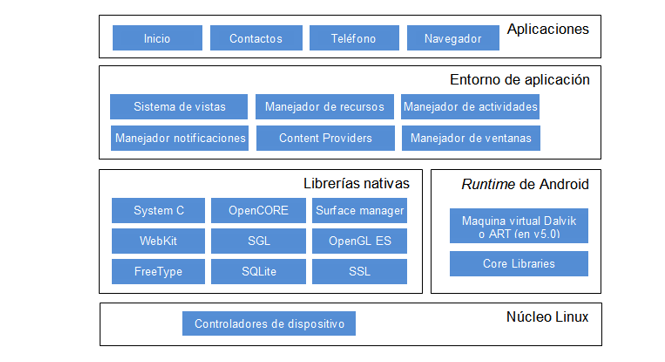 Aplicaciones
Inicio
Contactos
Teléfono
Navegador
Entorno de aplicación
Sistema de vistas
Manejador de recursos
Manejador de actividades
Manejador notificaciones
Content Providers
Manejador de ventanas
Librerías nativas
System C
OpenCORE
Surface manager
WebKit
SGL
OpenGL ES
FreeType
SQLite
SSL
Runtime de Android
Maquina virtual Dalvik
o ART (en v5.0)
Core Libraries
Núcleo Linux
Controladores de dispositivo